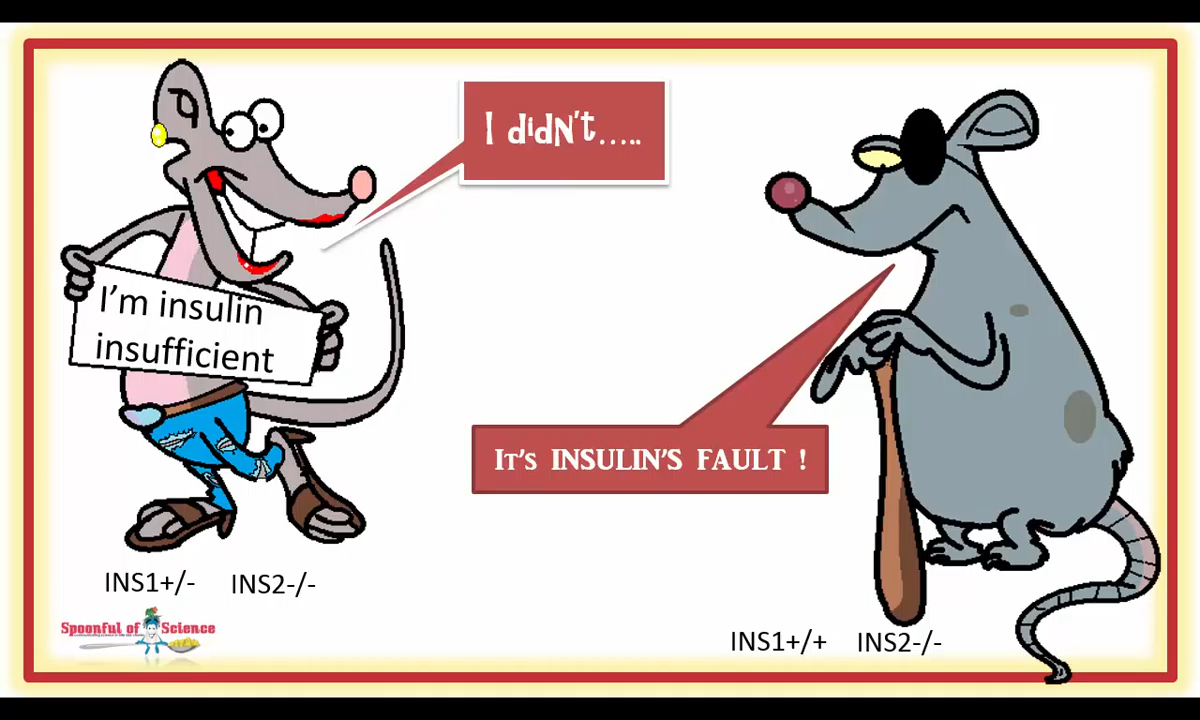 I didn't.....
I'm insulin
insufficient
It's INSULIN'S FAULT !
INS1+/- INS2-/-
Spoonful of Science
INS1+/+ INS2-/-